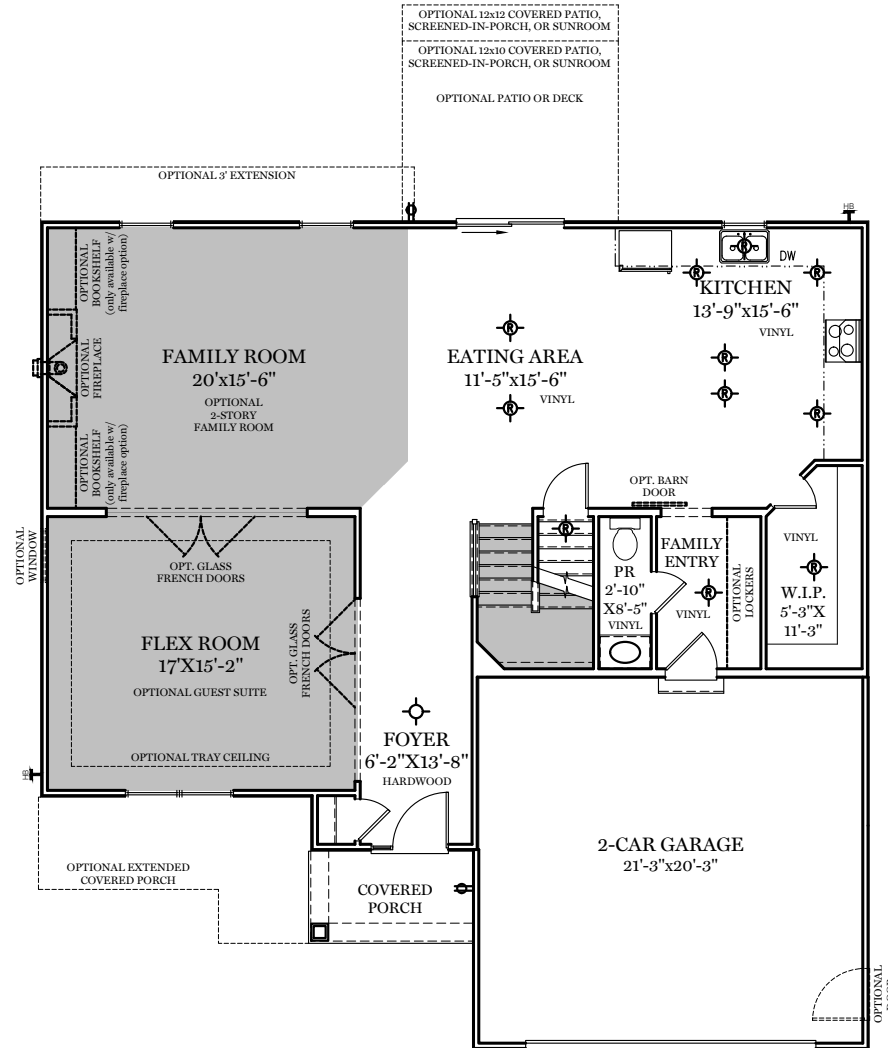 OPTIONAL 12x12 COVERED PATIO,
SCREENED-IN-PORCH, OR SUNROOM
OPTIONAL 12x10 COVERED PATIO,
SCREENED-IN-PORCH, OR SUNROOM
OPTIONAL PATIO OR DECK
OPTIONAL 3' EXTENSION
HB
OPTIONAL
BOOKSHELF
(only available w/
fireplace option)
OPTIONAL
FIREPLACE
OPTIONAL
BOOKSHELF
(only available w/
fireplace option)
FAMILY ROOM
20'x15'-6"
OPTIONAL
2-STORY
FAMILY ROOM
EATING AREA
11'-5"x15'-6"
VINYL
R
R
R
DW
R
R
KITCHEN
13'-9"x15'-6"
VINYL
R
R
R
OPT. BARN
DOOR
OPTIONAL
WINDOW
OPT. GLASS
FRENCH DOORS
OPT. GLASS
FRENCH DOORS
FLEX ROOM
17'X15'-2"
OPTIONAL GUEST SUITE
OPTIONAL TRAY CEILING
HB
R
PR
2'-10"
X8'-5"
VINYL
FAMILY
ENTRY
R
VINYL
OPTIONAL
LOCKERS
VINYL
R
W.I.P.
5'-3"X
11'-3"
FOYER
6'-2"X13'-8"
HARDWOOD
2-CAR GARAGE
21'-3"x20'-3"
OPTIONAL EXTENDED
COVERED PORCH
COVERED
PORCH
OPTIONAL